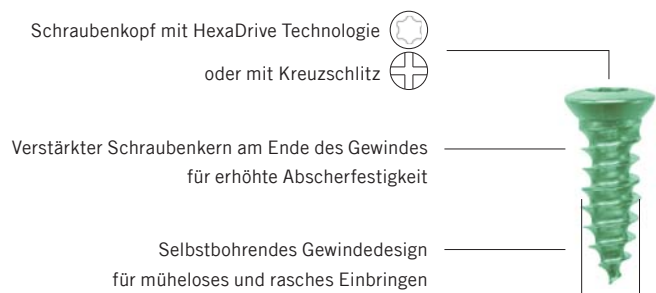 Schraubenkopf mit HexaDrive Technologie
oder mit Kreuzschlitz
Verstärkter Schraubenkern am Ende des Gewindes
für erhöhte Abscherfestigkeit
Selbstbohrendes Gewindedesign
für müheloses und rasches Einbringen